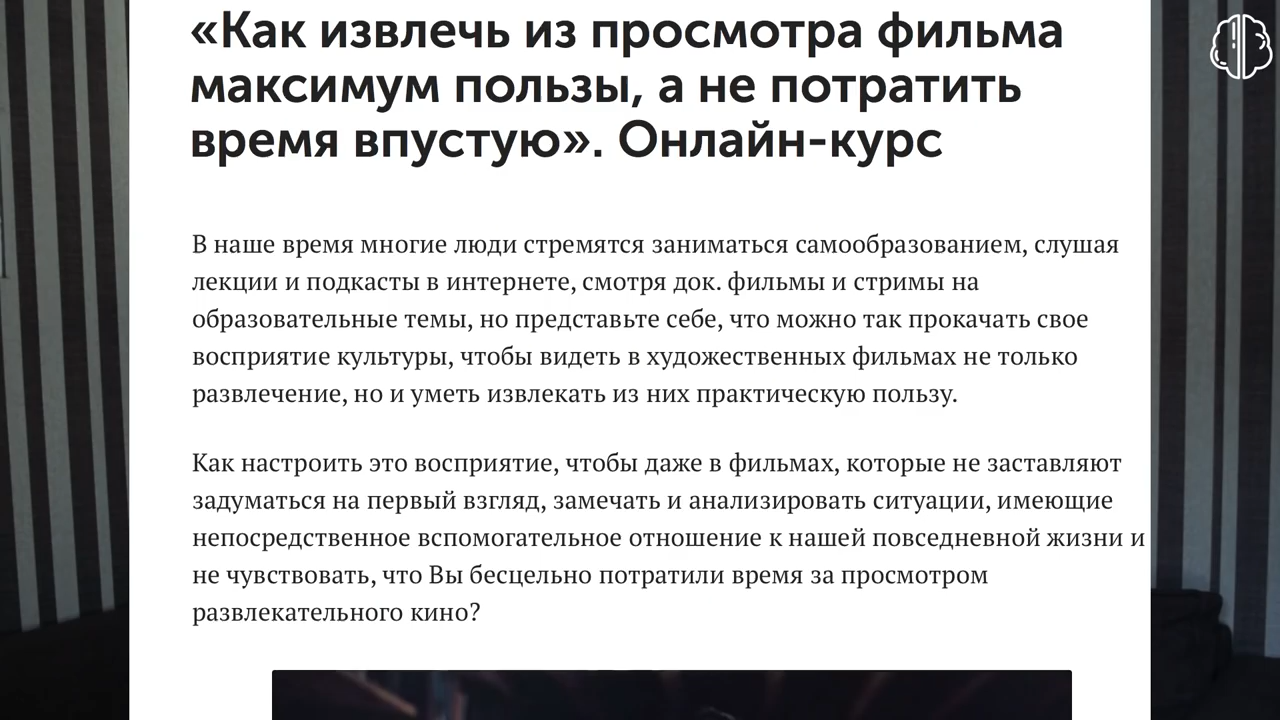 «Как извлечь из просмотра фильма
максимум пользы, а не потратить
время впустую». Онлайн-курс
В наше время многие люди стремятся заниматься самообразованием, слушая
лекции и подкасты в интернете, смотря док. фильмы и стримы на
образовательные темы, но представьте себе, что можно так прокачать свое
восприятие культуры, чтобы видеть в художественных фильмах не только
развлечение, но и уметь извлекать из них практическую пользу.
Как настроить это восприятие, чтобы даже в фильмах, которые не заставляют
задуматься на первый взгляд, замечать и анализировать ситуации, имеющие
непосредственное вспомогательное отношение к нашей повседневной жизни и
не чувствовать, что Вы бесцельно потратили время за просмотром
развлекательного кино?